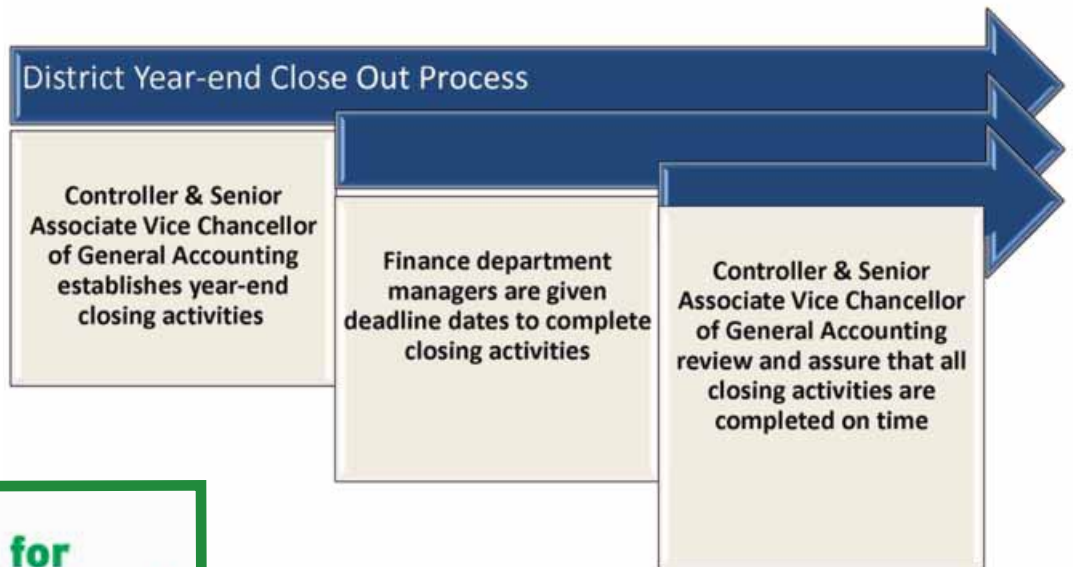 District Year-end Close Out Process
Controller & Senior
Associate Vice Chancellor
of General Accounting
establishes year-end
closing activities
Finance department
managers are given
deadline dates to complete
closing activities
Controller & Senior
Associate Vice Chancellor
of General Accounting
review and assure that all
closing activities are
completed on time
for